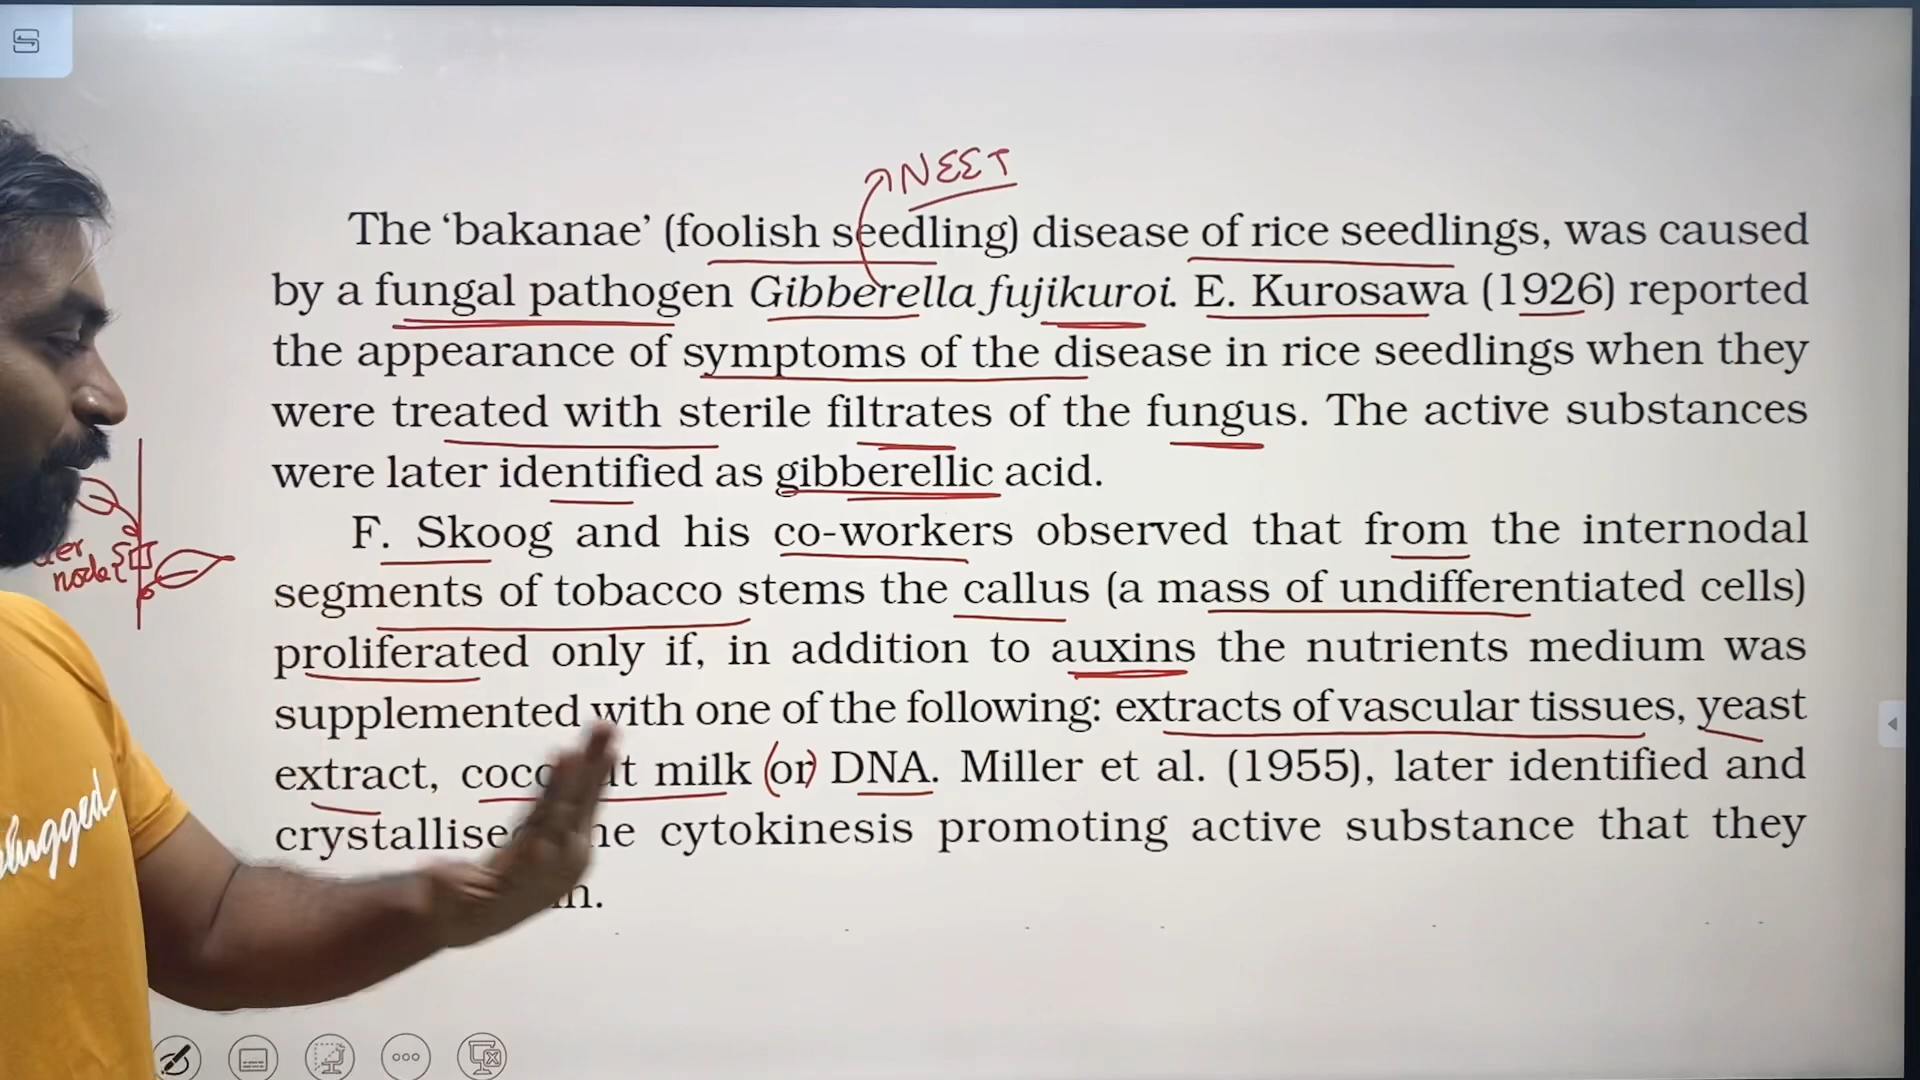 NEET
The ‘bakanae’ (foolish seedling) disease of rice seedlings, was caused
by a fungal pathogen Gibberella fujikuroi. E. Kurosawa (1926) reported
the appearance of symptoms of the disease in rice seedlings when they
were treated with sterile filtrates of the fungus. The active substances
were later identified as gibberellic acid.
F. Skoog and his co-workers observed that from the internodal
segments of tobacco stems the callus (a mass of undifferentiated cells)
proliferated only if, in addition to auxins the nutrients medium was
supplemented with one of the following: extracts of vascular tissues, yeast
extract, milk (or) DNA. Miller et al. (1955), later identified and
cytokinesis promoting active substance that they
node